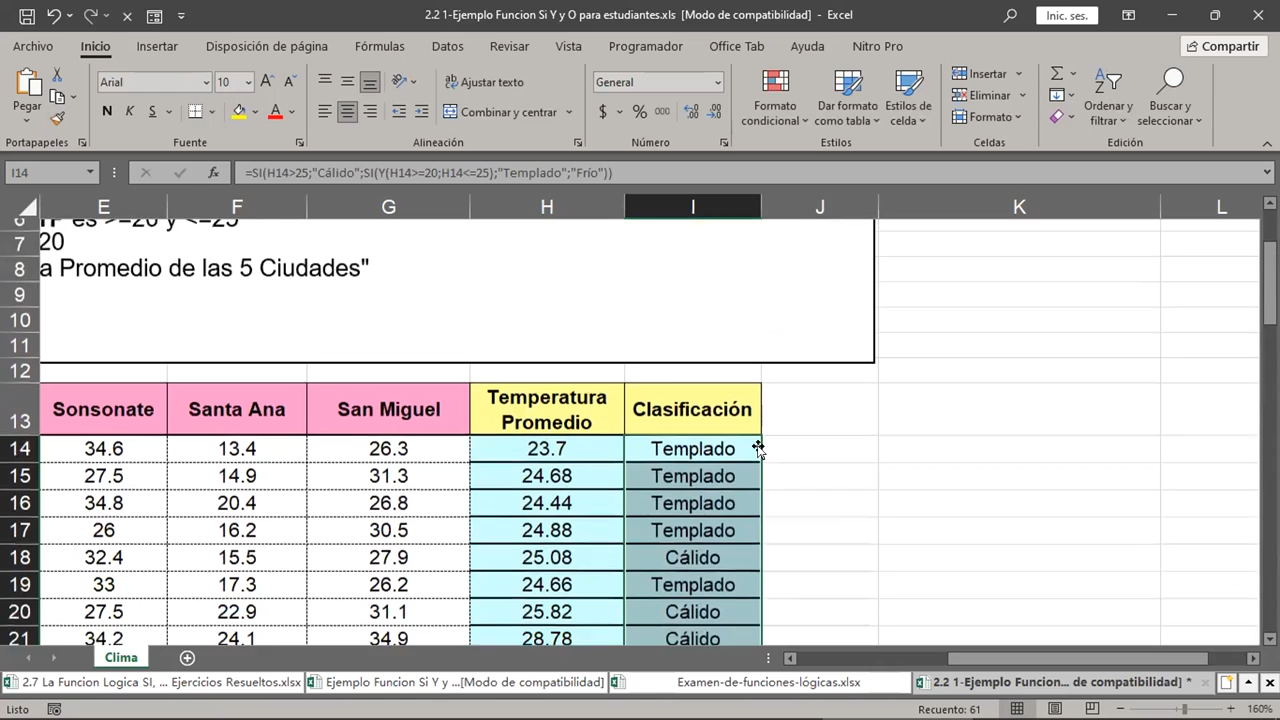 2.2 1-Ejemplo Funcion Si Y y O para estudiantes.xls [Modo de compatibilidad] - Excel
Inic. ses.
Archivo Inicio Insertar Disposición de página Fórmulas Datos Revisar Vista Programador Office Tab Ayuda Nitro Pro Compartir
Pegar
Portapapeles
Arial 10
N K S
Fuente
Ajustar texto
Combinar y centrar
Alineación
General
$ % 000
Número
Formato condicional
Dar formato como tabla
Estilos de celda
Estilos
Insertar
Eliminar
Formato
Celdas
Ordenar y filtrar
Buscar y seleccionar
Edición
I14 fx =SI(H14>25;"Cálido";SI(Y(H14>=20;H14<=25);"Templado";"Frío"))
E F G H I J K L
es >=20 y <=25
7 20
8 a Promedio de las 5 Ciudades"
9
10
11
12
13 Sonsonate Santa Ana San Miguel Temperatura Promedio Clasificación
14 34.6 13.4 26.3 23.7 Templado
15 27.5 14.9 31.3 24.68 Templado
16 34.8 20.4 26.8 24.44 Templado
17 26 16.2 30.5 24.88 Templado
18 32.4 15.5 27.9 25.08 Cálido
19 33 17.3 26.2 24.66 Templado
20 27.5 22.9 31.1 25.82 Cálido
21 34.2 24.1 34.9 28.78 Cálido
Clima
2.7 La Funcion Logica SI, ... Ejercicios Resueltos.xlsx
Ejemplo Funcion Si Y y ...[Modo de compatibilidad]
Examen-de-funciones-lógicas.xlsx
2.2 1-Ejemplo Funcion... de compatibilidad] *
Listo
Recuento: 61
160%